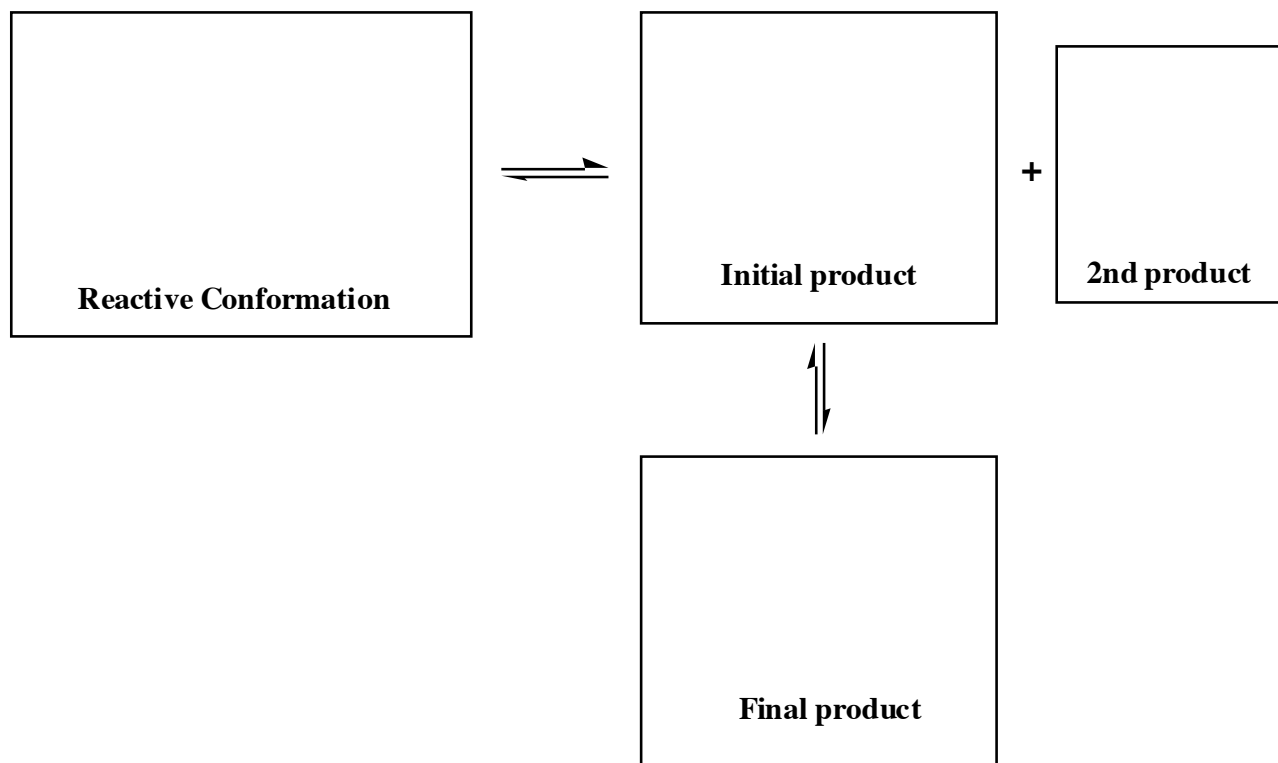 Reactive Conformation
Initial product
+
2nd product
Final product